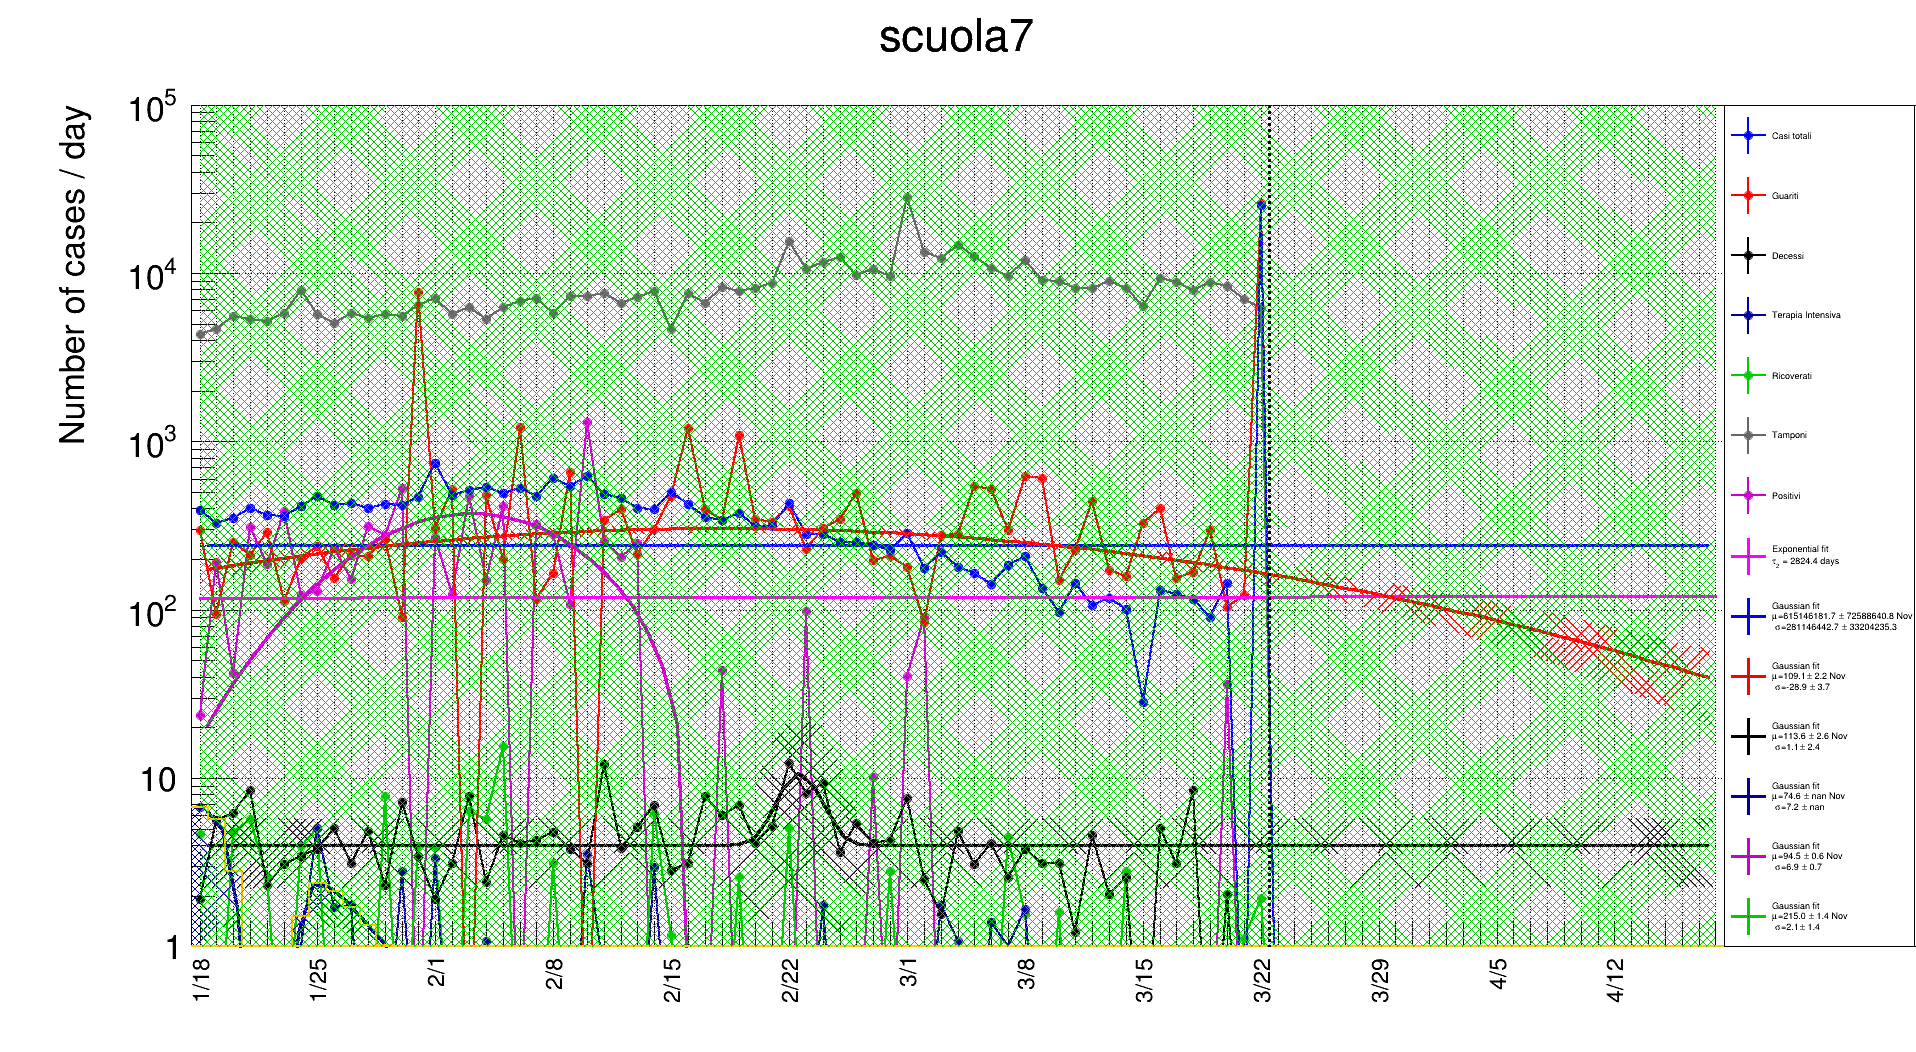 scuola7
Number of cases / day
10^5
10^4
10^3
10^2
10
1
1/18
1/25
2/1
2/8
2/15
2/22
3/1
3/8
3/15
3/22
3/29
4/5
4/12
Casi totali
Guariti
Decessi
Terapia Intensiva
Ricoverati
Tamponi
Positivi
Exponential fit
τ₂ = 2824.4 days
Gaussian fit
μ=615146181.7 ± 72588640.8 Nov
σ=281146442.7 ± 33204235.3
Gaussian fit
μ=109.1 ± 2.2 Nov
σ=-28.9 ± 3.7
Gaussian fit
μ=113.6 ± 2.6 Nov
σ=1.1 ± 2.4
Gaussian fit
μ=74.6 ± nan Nov
σ=7.2 ± nan
Gaussian fit
μ=94.5 ± 0.6 Nov
σ=6.9 ± 0.7
Gaussian fit
μ=215.0 ± 1.4 Nov
σ=2.1 ± 1.4